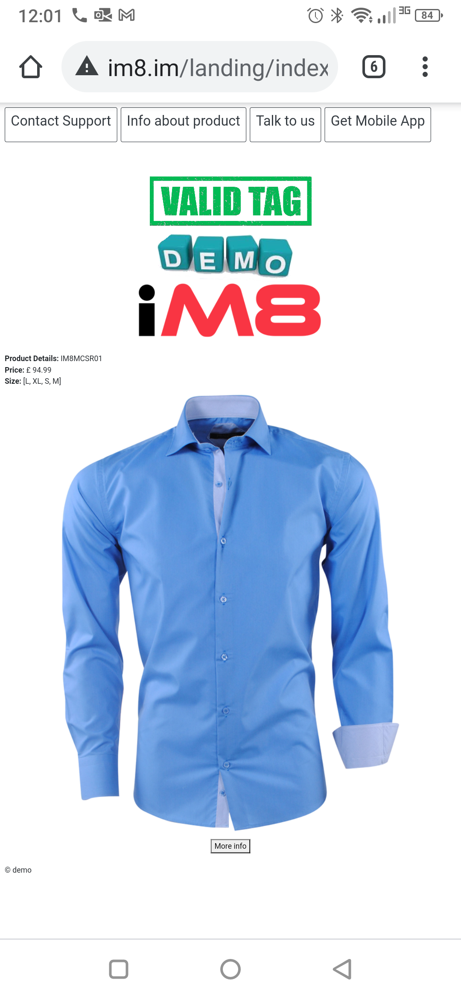 12:01
3G
84
im8.im/landing/index
6
Contact Support
Info about product
Talk to us
Get Mobile App
VALID TAG
DEMO
iM8
Product Details: IM8MCSR01
Price: £ 94.99
Size: [L, XL, S, M]
More info
© demo